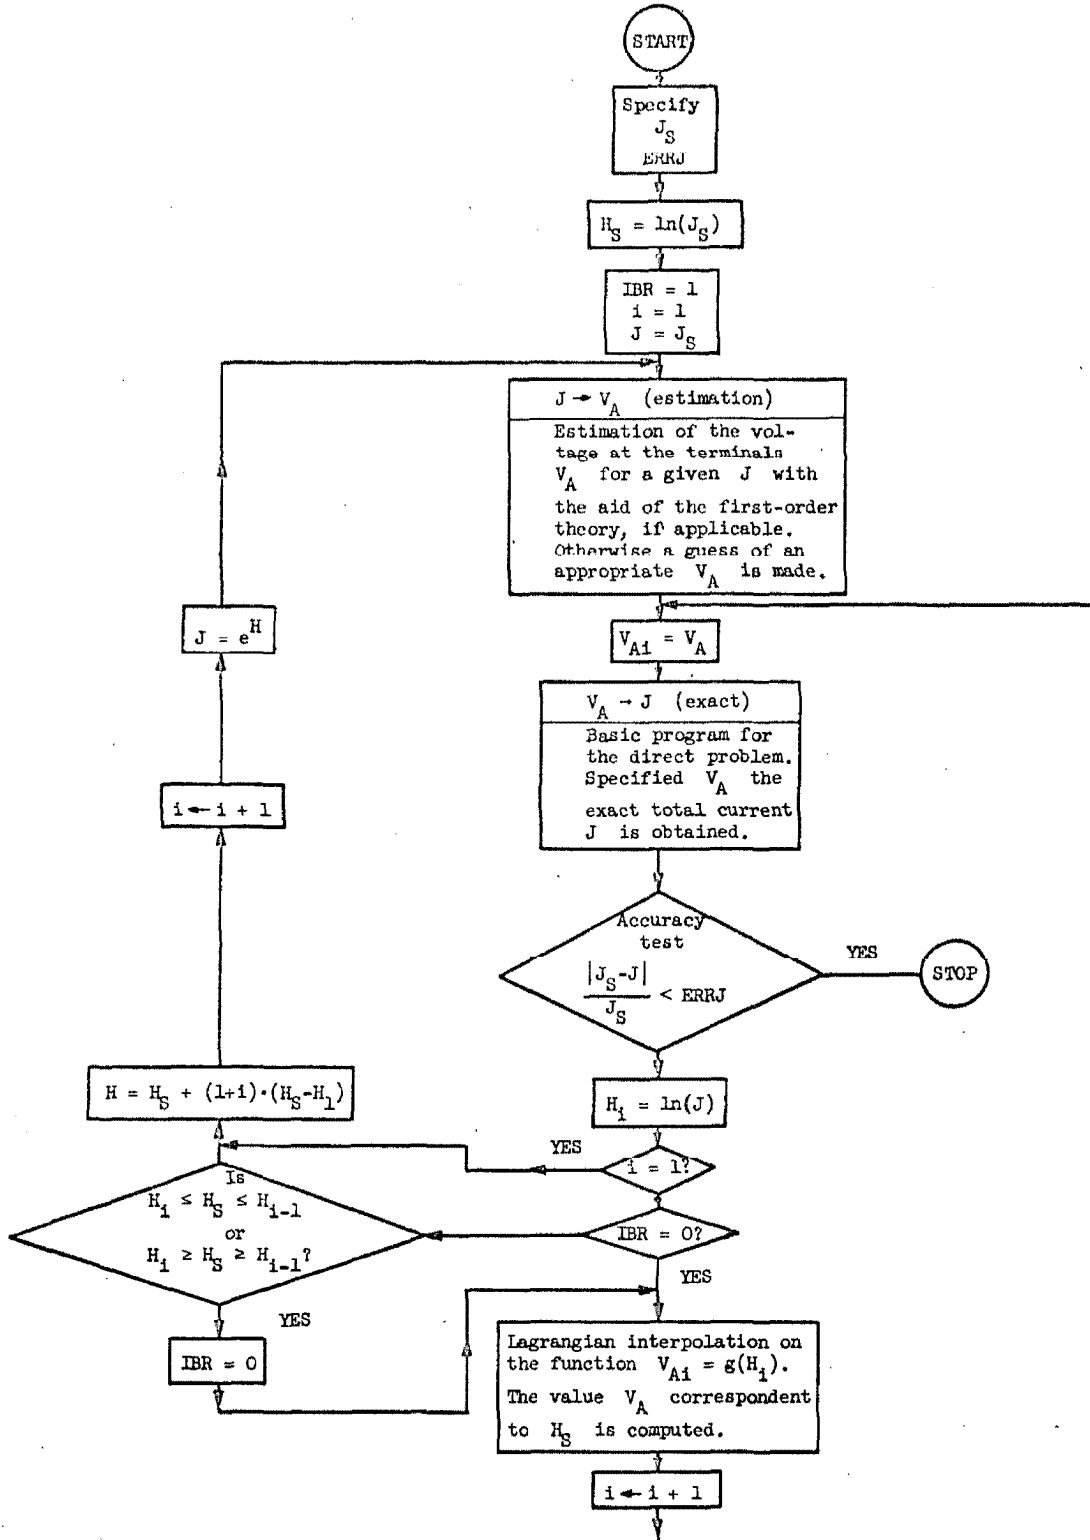 START
Specify
J_S
ERRJ
H_S = ln(J_S)
IBR = 1
i = 1
J = J_S
J → V_A (estimation)
Estimation of the vol-
tage at the terminals
V_A for a given J with
the aid of the first-order
theory, if applicable.
Otherwise a guess of an
appropriate V_A is made.
J = e^H
V_Ai = V_A
V_A → J (exact)
Basic program for
the direct problem.
Specified V_A the
exact total current
J is obtained.
i ← i + 1
Accuracy
test
|J_S-J|
/J_S < ERRJ
YES
STOP
H = H_S + (1+i)·(H_S-H_1)
H_i = ln(J)
YES
i = 1?
Is
H_i ≤ H_S ≤ H_i-1
or
H_i ≥ H_S ≥ H_i-1?
IBR = 0?
YES
YES
IBR = 0
Lagrangian interpolation on
the function V_Ai = g(H_i).
The value V_A correspondent
to H_S is computed.
i ← i + 1